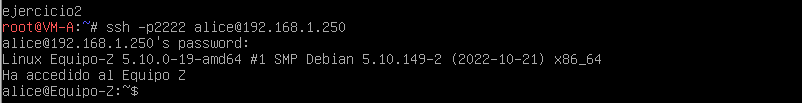 ejercicio2
root@VM-A:~# ssh -p2222 alice@192.168.1.250
alice@192.168.1.250's password:
Linux Equipo-Z 5.10.0-19-amd64 #1 SMP Debian 5.10.149-2 (2022-10-21) x86_64
Ha accedido al Equipo Z
alice@Equipo-Z:~$